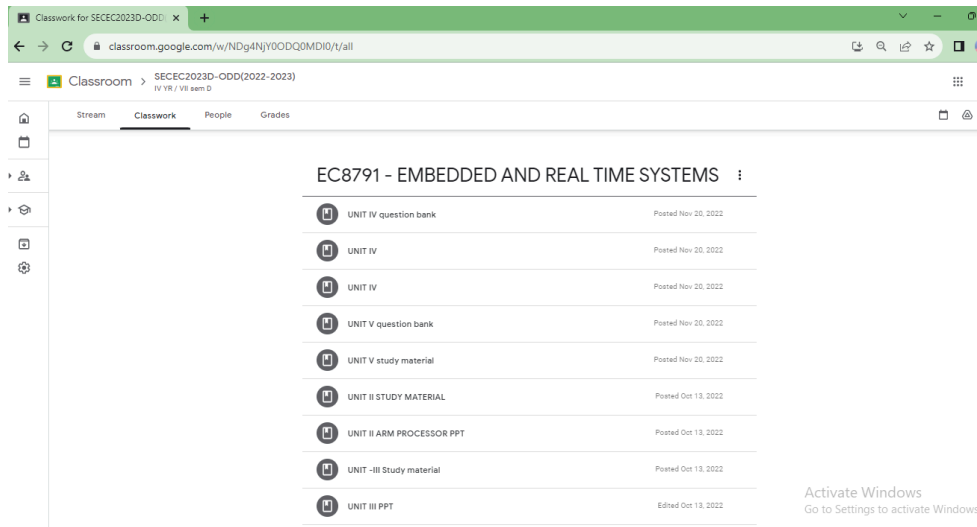 Classwork for SECEC2023D-ODD
classroom.google.com/w/NDg4NjY0ODQ0MDI0/t/all
Classroom > SECEC2023D-ODD(2022-2023)
IV YR / VII sem D
Stream Classwork People Grades
EC8791 - EMBEDDED AND REAL TIME SYSTEMS
UNIT IV question bank Posted Nov 20, 2022
UNIT IV Posted Nov 20, 2022
UNIT IV Posted Nov 20, 2022
UNIT V question bank Posted Nov 20, 2022
UNIT V study material Posted Nov 20, 2022
UNIT II STUDY MATERIAL Posted Oct 13, 2022
UNIT II ARM PROCESSOR PPT Posted Oct 13, 2022
UNIT -III Study material Posted Oct 13, 2022
UNIT III PPT Edited Oct 13, 2022
Activate Windows
Go to Settings to activate Windows